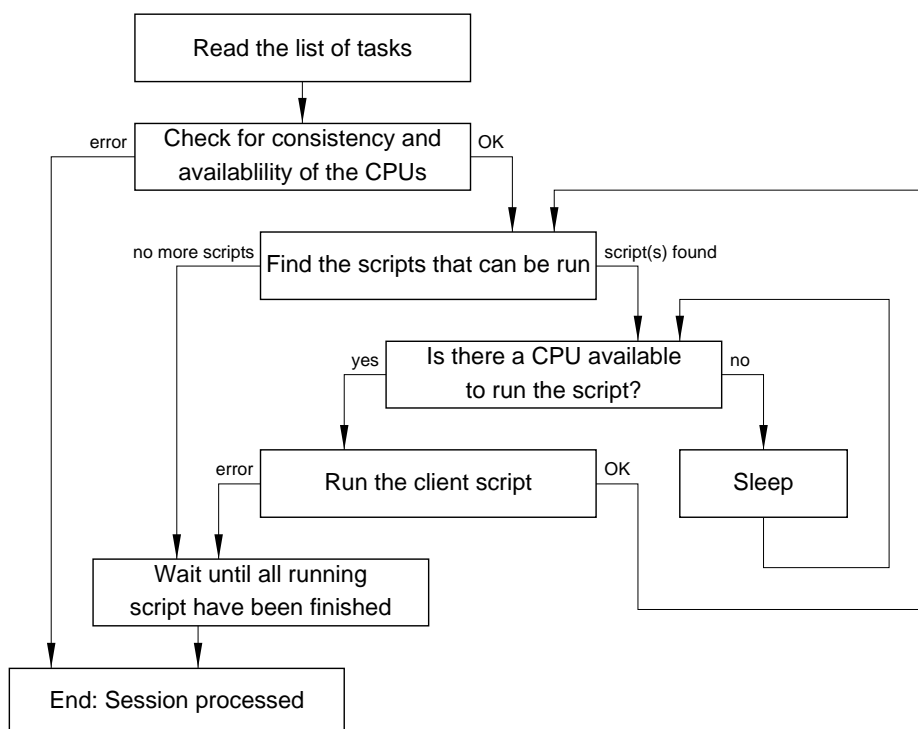 Read the list of tasks
error
Check for consistency and
OK
availablility of the CPUs
no more scripts
Find the scripts that can be run
script(s) found
yes
Is there a CPU available
no
to run the script?
error
Run the client script
OK
Sleep
Wait until all running
script have been finished
End: Session processed